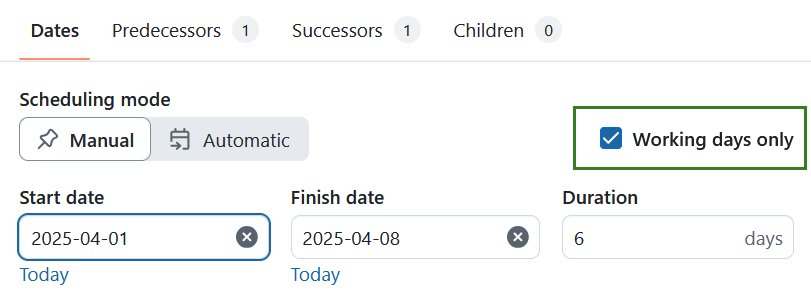 Dates Predecessors 1 Successors 1 Children 0
Scheduling mode
Manual Automatic Working days only
Start date Finish date Duration
2025-04-01 2025-04-08 6 days
Today Today